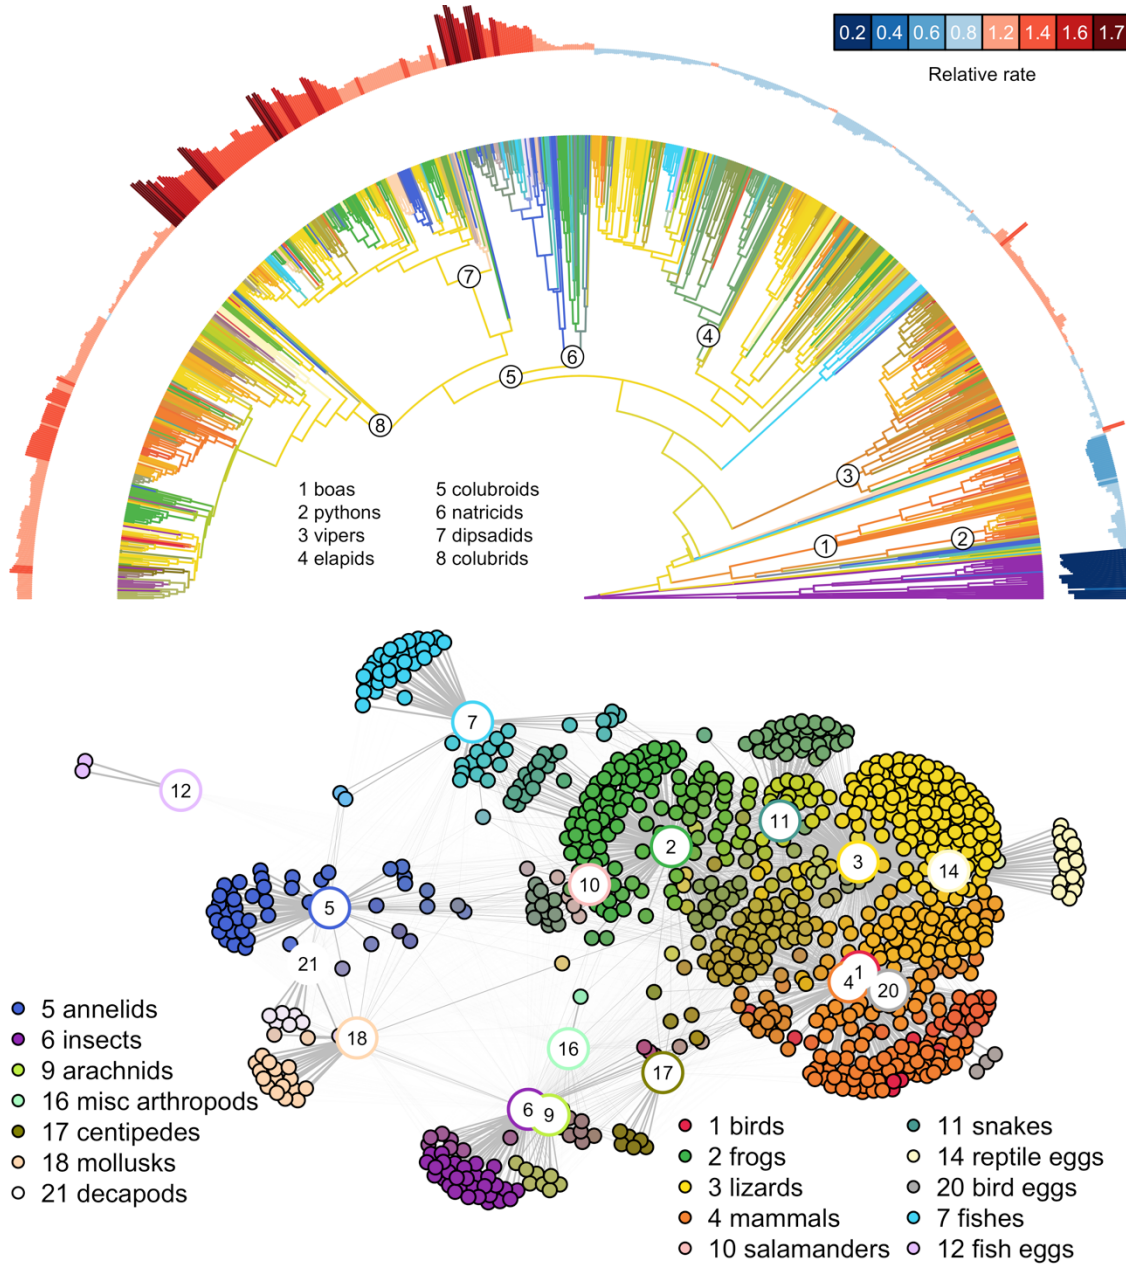 0.2 0.4 0.6 0.8 1.2 1.4 1.6 1.7
Relative rate
7
6
4
5
8
3
2
1
1 boas
2 pythons
3 vipers
4 elapids
5 colubroids
6 natricids
7 dipsadids
8 colubrids
7
12
11
2
3
14
10
5
21
1
4
20
18
16
17
6
9
5 annelids
6 insects
9 arachnids
16 misc arthropods
17 centipedes
18 mollusks
21 decapods
1 birds
2 frogs
3 lizards
4 mammals
10 salamanders
11 snakes
14 reptile eggs
20 bird eggs
7 fishes
12 fish eggs